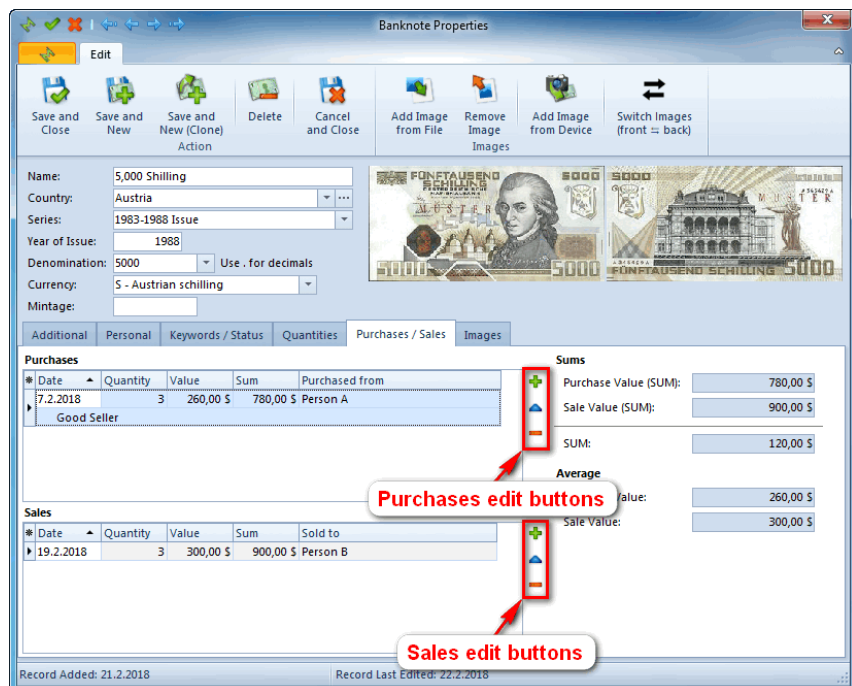 Banknote Properties
Edit
Save and Close
Save and New
Save and New (Clone)
Delete
Cancel and Close
Add Image from File
Remove Image
Add Image from Device
Switch Images (front ⇆ back)
Action
Images
Name: 5,000 Shilling
Country: Austria
Series: 1983-1988 Issue
Year of Issue: 1988
Denomination: 5000 Use . for decimals
Currency: S - Austrian schilling
Mintage:
FÜNFTAUSEND
SCHILLING
MUSTER
5000
5000 5000
5000
MUSTER
FÜNFTAUSEND SCHILLING 5000
Additional Personal Keywords / Status Quantities Purchases / Sales Images
Purchases
Date Quantity Value Sum Purchased from
7.2.2018 3 260,00 $ 780,00 $ Person A
Good Seller
Sums
Purchase Value (SUM): 780,00 $
Sale Value (SUM): 900,00 $
SUM: 120,00 $
Average
Value: 260,00 $
Sale Value: 300,00 $
Purchases edit buttons
Sales
Date Quantity Value Sum Sold to
19.2.2018 3 300,00 $ 900,00 $ Person B
Sales edit buttons
Record Added: 21.2.2018
Record Last Edited: 22.2.2018